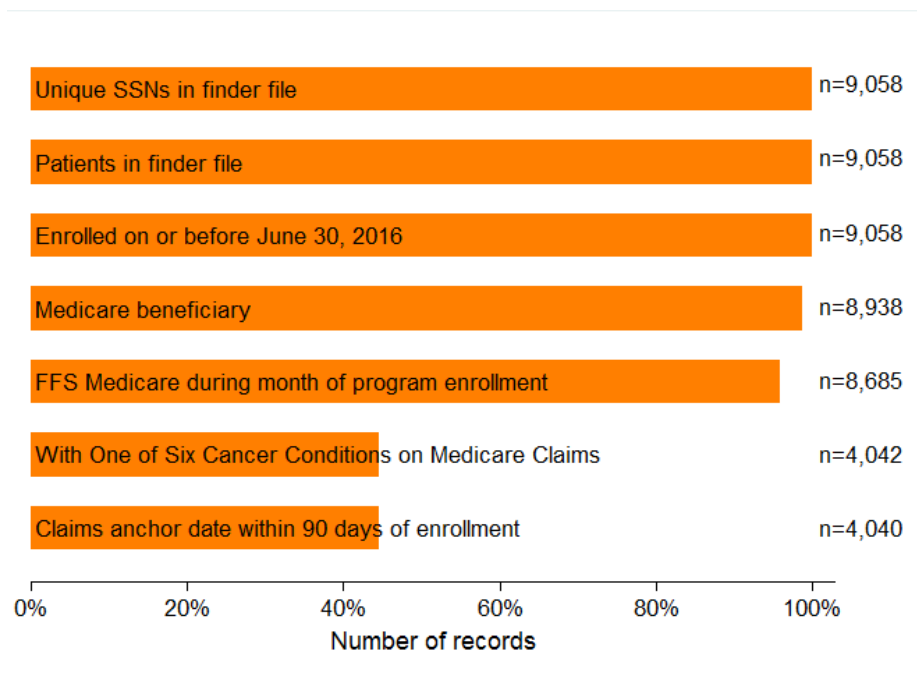 Unique SSNs in finder file n=9,058
Patients in finder file n=9,058
Enrolled on or before June 30, 2016 n=9,058
Medicare beneficiary n=8,938
FFS Medicare during month of program enrollment n=8,685
With One of Six Cancer Conditions on Medicare Claims n=4,042
Claims anchor date within 90 days of enrollment n=4,040
0% 20% 40% 60% 80% 100%
Number of records